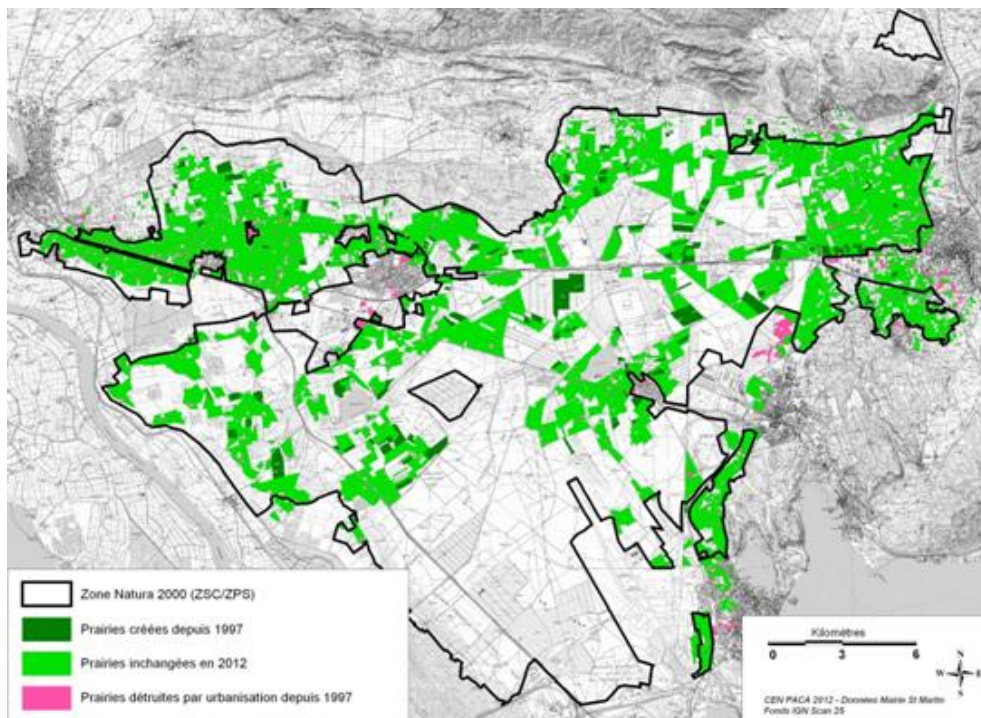 Zone Natura 2000 (ZSC/ZPS)
Prairies créées depuis 1997
Prairies inchangées en 2012
Prairies détruites par urbanisation depuis 1997
Kilomètres
0 3 6
N
W E
S
CEN PACA 2012 - Données Mairie St Martin
Fonds IGN Scan 25